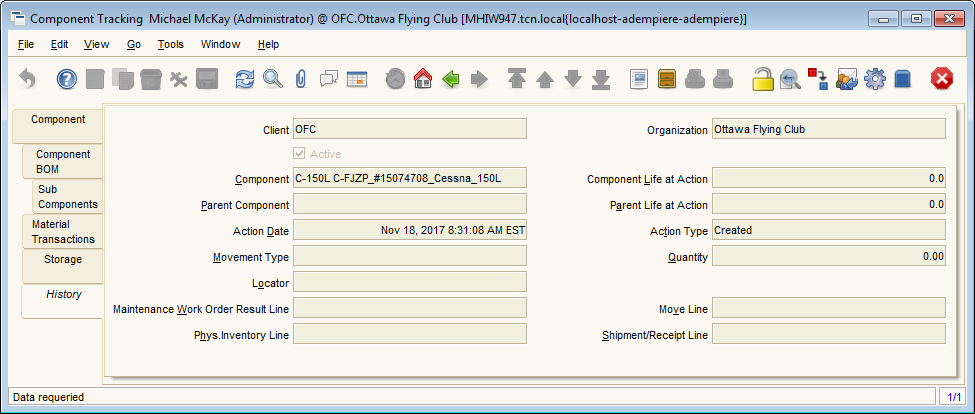 Component Tracking  Michael McKay (Administrator) @ OFC.Ottawa Flying Club [MHIW947.tcn.local{localhost-adempiere-adempiere}]
File Edit View Go Tools Window Help
Component
Component
BOM
Sub
Components
Material
Transactions
Storage
History
Client OFC Organization Ottawa Flying Club
Active
Component C-150L C-FJZP_#15074708_Cessna_150L Component Life at Action 0.0
Parent Component Parent Life at Action 0.0
Action Date Nov 18, 2017 8:31:08 AM EST Action Type Created
Movement Type Quantity 0.00
Locator
Maintenance Work Order Result Line Move Line
Phys.Inventory Line Shipment/Receipt Line
Data requeried 1/1